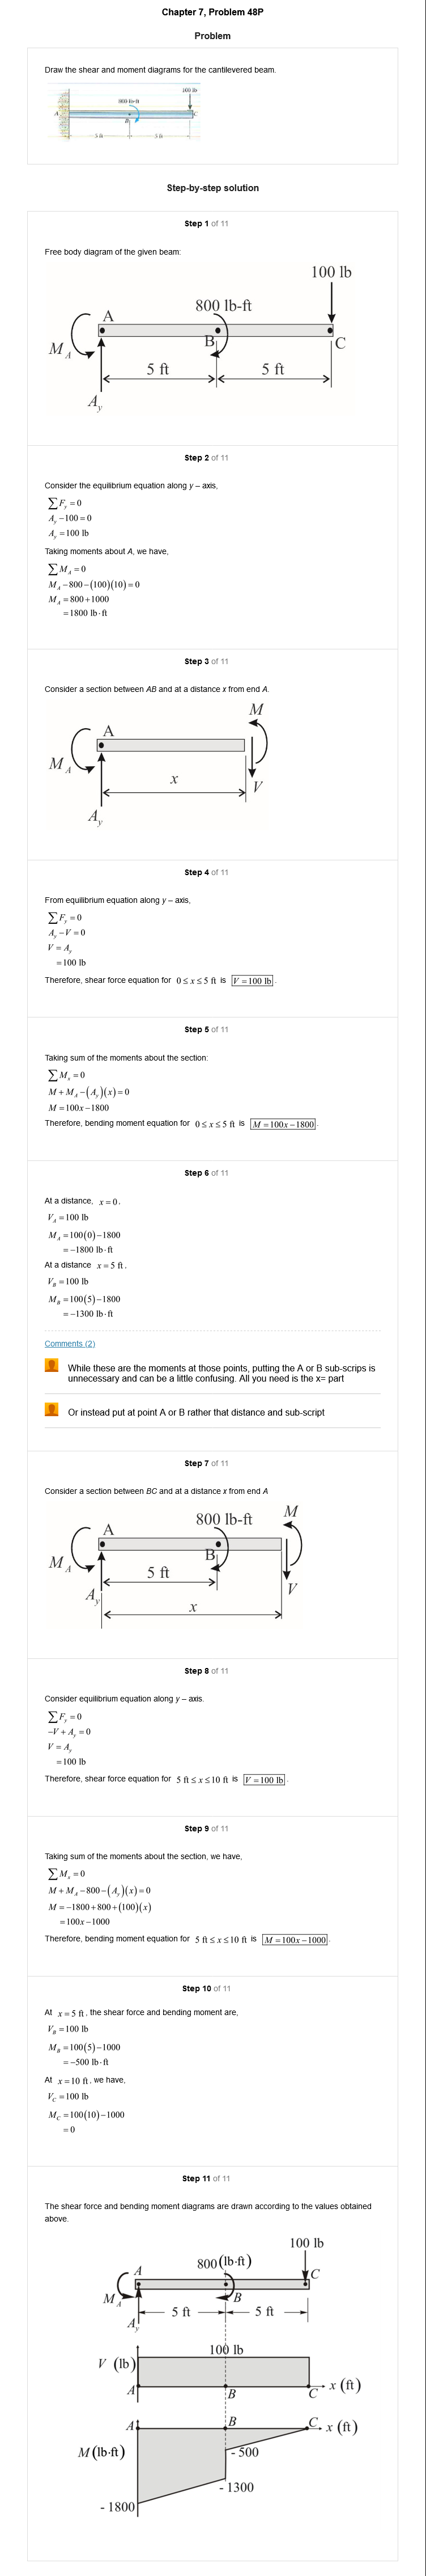 Chapter 7, Problem 48P
Problem
Draw the shear and moment diagrams for the cantilevered beam.
100 lb
800 lb·ft
A
B
C
5 ft
5 ft
Step-by-step solution
Step 1 of 11
Free body diagram of the given beam:
100 lb
800 lb-ft
A
B
C
M_A
5 ft
5 ft
A_y
Step 2 of 11
Consider the equilibrium equation along y – axis,
∑F_y = 0
A_y − 100 = 0
A_y = 100 lb
Taking moments about A, we have,
∑M_A = 0
M_A − 800 − (100)(10) = 0
M_A = 800 + 1000
= 1800 lb·ft
Step 3 of 11
Consider a section between AB and at a distance x from end A.
M
A
M_A
x
V
A_y
Step 4 of 11
From equilibrium equation along y – axis,
∑F_y = 0
A_y − V = 0
V = A_y
= 100 lb
Therefore, shear force equation for 0 ≤ x ≤ 5 ft is V = 100 lb.
Step 5 of 11
Taking sum of the moments about the section:
∑M_x = 0
M + M_A − (A_y)(x) = 0
M = 100x − 1800
Therefore, bending moment equation for 0 ≤ x ≤ 5 ft is M = 100x − 1800.
Step 6 of 11
At a distance, x = 0,
V_A = 100 lb
M_A = 100(0) − 1800
= −1800 lb·ft
At a distance x = 5 ft,
V_B = 100 lb
M_B = 100(5) − 1800
= −1300 lb·ft
Comments (2)
While these are the moments at those points, putting the A or B sub-scrips is
unnecessary and can be a little confusing. All you need is the x= part
Or instead put at point A or B rather that distance and sub-script
Step 7 of 11
Consider a section between BC and at a distance x from end A
M
800 lb-ft
A
B
M_A
5 ft
V
A_y
x
Step 8 of 11
Consider equilibrium equation along y – axis.
∑F_y = 0
−V + A_y = 0
V = A_y
= 100 lb
Therefore, shear force equation for 5 ft ≤ x ≤ 10 ft is V = 100 lb.
Step 9 of 11
Taking sum of the moments about the section, we have,
∑M_x = 0
M + M_A − 800 − (A_y)(x) = 0
M = −1800 + 800 + (100)(x)
= 100x − 1000
Therefore, bending moment equation for 5 ft ≤ x ≤ 10 ft is M = 100x − 1000.
Step 10 of 11
At x = 5 ft, the shear force and bending moment are,
V_B = 100 lb
M_B = 100(5) − 1000
= −500 lb·ft
At x = 10 ft, we have,
V_C = 100 lb
M_C = 100(10) − 1000
= 0
Step 11 of 11
The shear force and bending moment diagrams are drawn according to the values obtained
above.
100 lb
800(lb·ft)
A
C
M_A
B
5 ft
5 ft
A_y
100 lb
V (lb)
A
B
C
x (ft)
A
B
C
x (ft)
M(lb·ft)
- 500
- 1300
- 1800